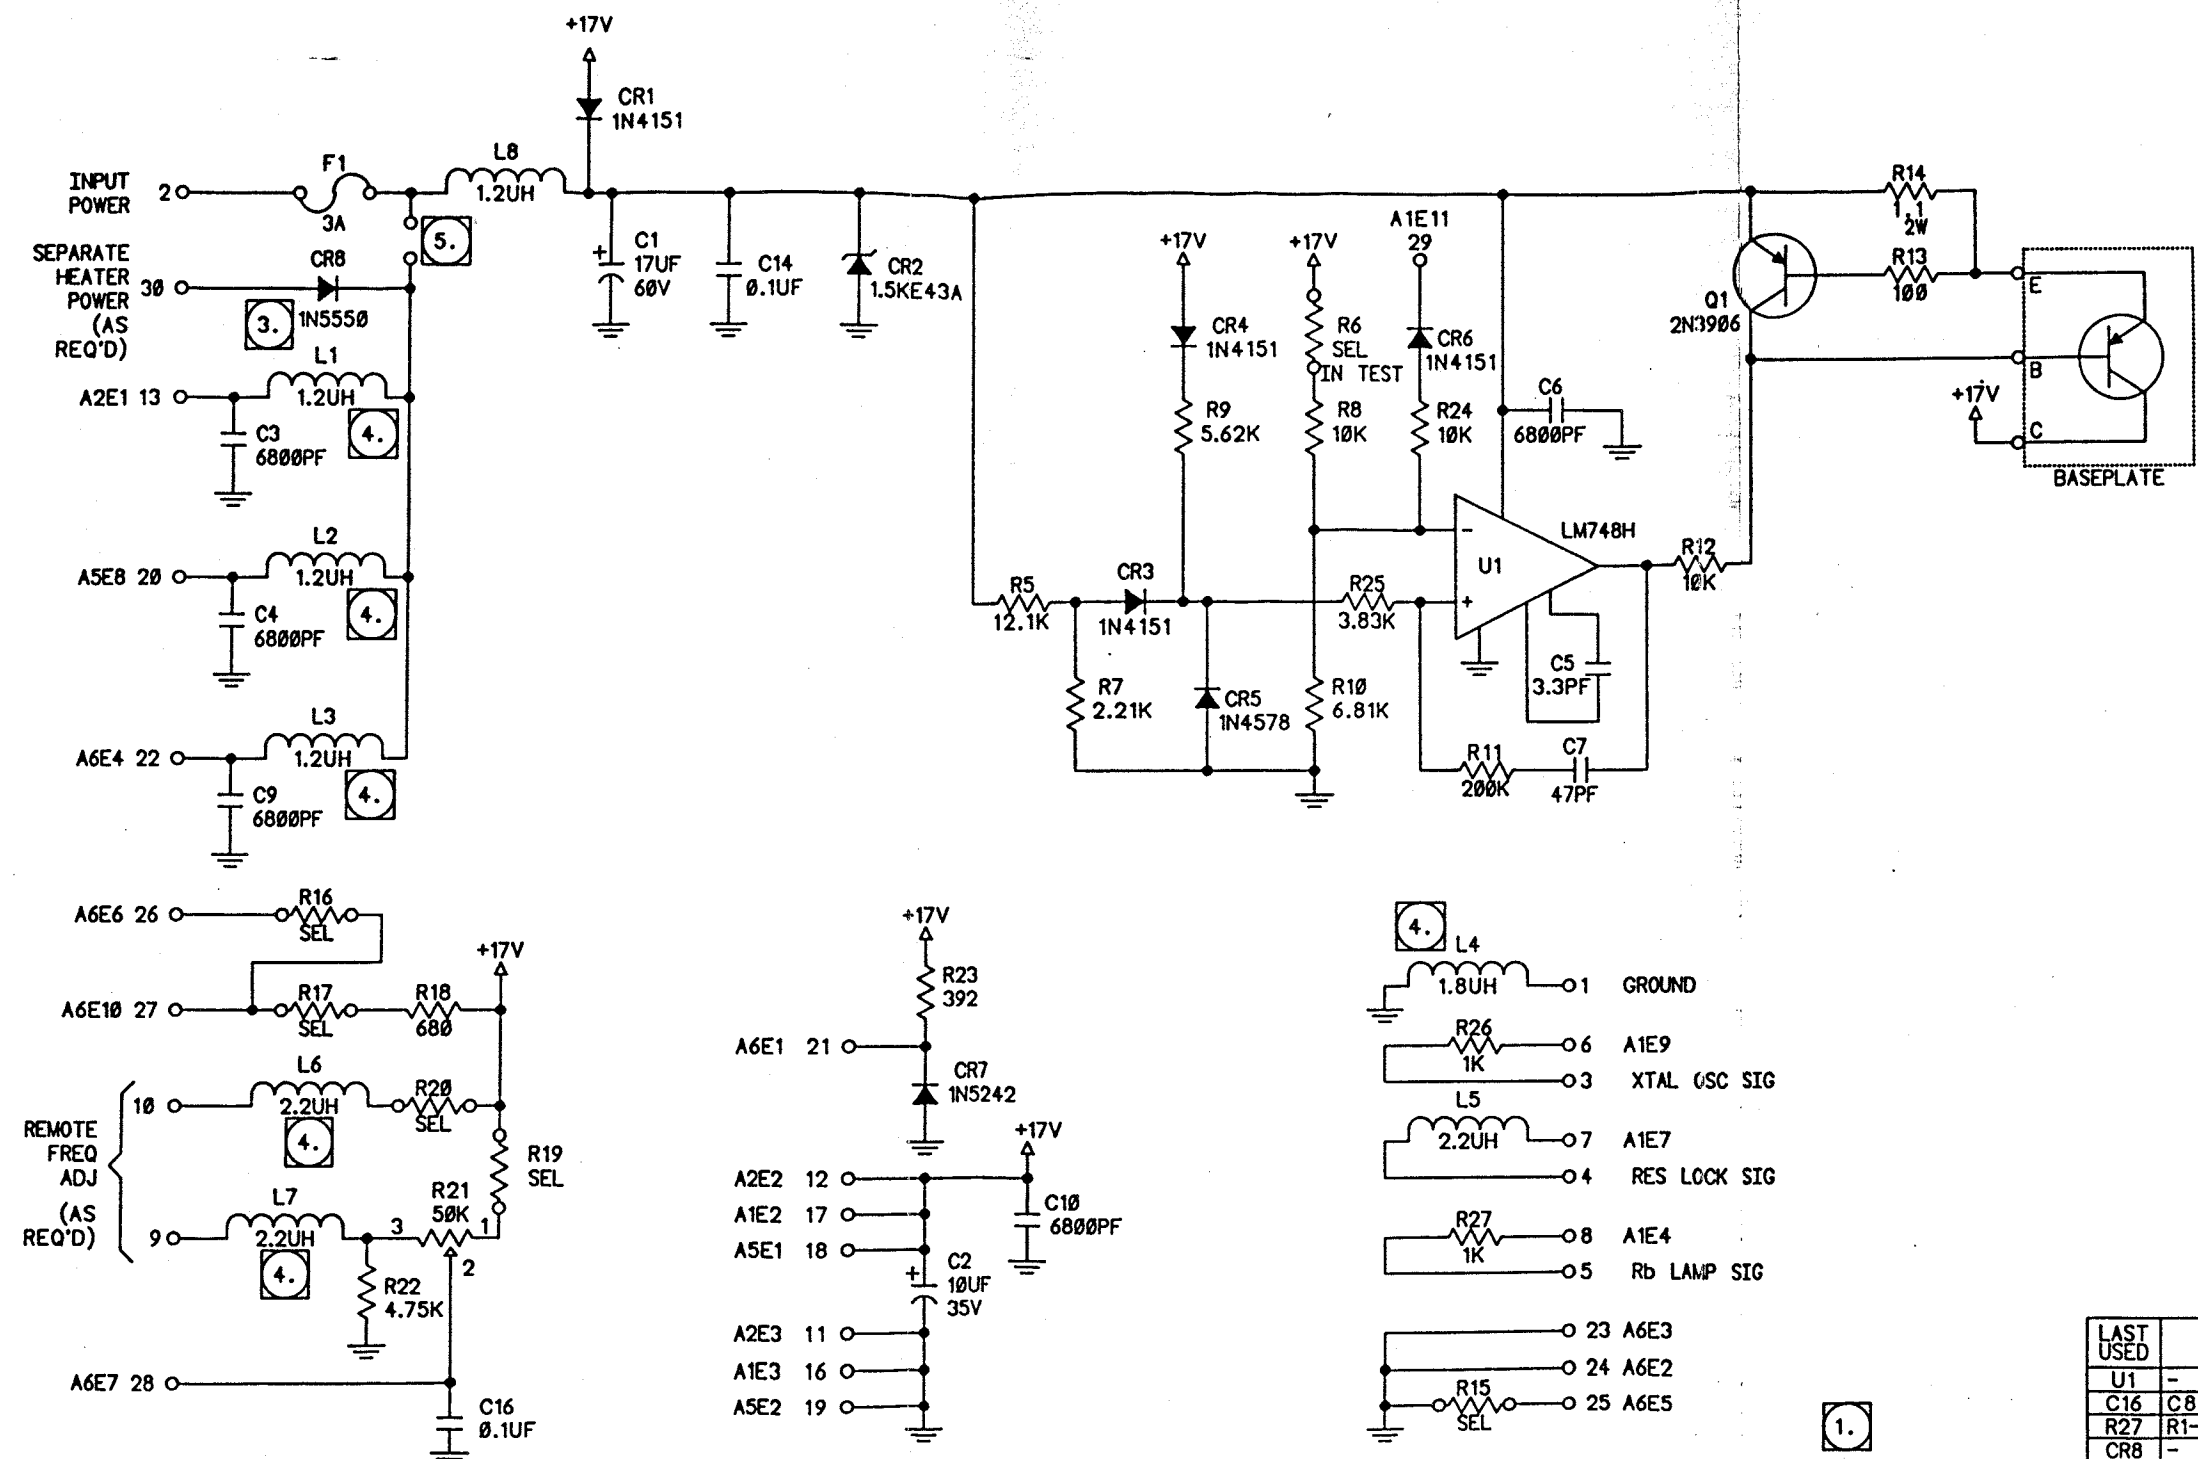 +17V
CR1
1N4151
F1
3A
L8
1.2UH
INPUT
POWER
2
5.
SEPARATE
HEATER
POWER
(AS
REQ'D)
30
CR8
1N5550
3.
C1
17UF
60V
+
C14
0.1UF
CR2
1.5KE43A
L1
1.2UH
A2E1 13
4.
C3
6800PF
L2
1.2UH
A5E8 20
4.
C4
6800PF
L3
1.2UH
A6E4 22
4.
C9
6800PF
+17V
CR4
1N4151
R9
5.62K
+17V
R6
SEL
IN TEST
R8
10K
A1E11
29
CR6
1N4151
R24
10K
C6
6800PF
R5
12.1K
CR3
1N4151
R7
2.21K
CR5
1N4578
R25
3.83K
R10
6.81K
-
+
U1
LM748H
C5
3.3PF
R11
200K
C7
47PF
R12
10K
R14
1.1
2W
R13
100
Q1
2N3906
E
B
+17V
C
BASEPLATE
A6E6 26
R16
SEL
A6E10 27
R17
SEL
R18
680
+17V
L6
2.2UH
10
4.
R20
SEL
REMOTE
FREQ
ADJ
(AS
REQ'D)
R19
SEL
L7
2.2UH
9
4.
R21
50K
3
1
2
R22
4.75K
A6E7 28
C16
0.1UF
+17V
R23
392
A6E1 21
CR7
1N5242
+17V
A2E2 12
A1E2 17
A5E1 18
C10
6800PF
+
C2
10UF
35V
A2E3 11
A1E3 16
A5E2 19
4.
L4
1.8UH
1 GROUND
R26
1K
6 A1E9
3 XTAL OSC SIG
L5
2.2UH
7 A1E7
4 RES LOCK SIG
R27
1K
8 A1E4
5 Rb LAMP SIG
23 A6E3
24 A6E2
R15
SEL
25 A6E5
1.
LAST
USED
U1 -
C16 C8
R27 R1-
CR8 -